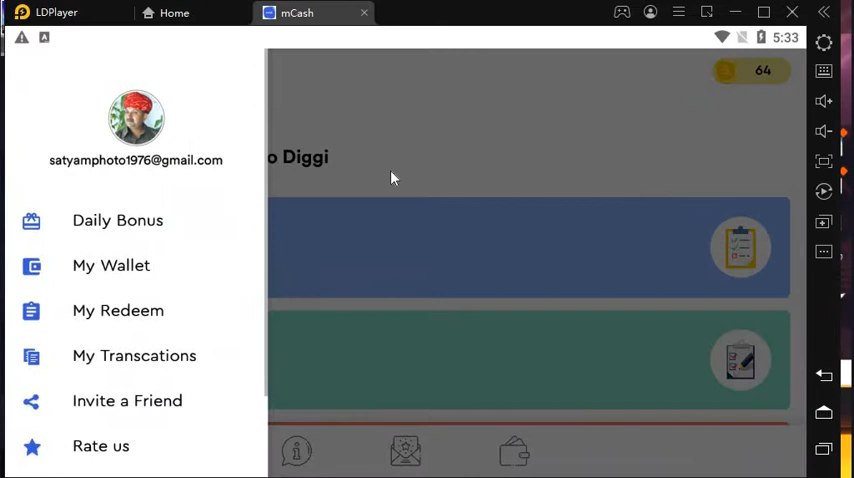 LDPlayer
Home
mCash
5:33
64
satyamphoto1976@gmail.com
o Diggi
Daily Bonus
My Wallet
My Redeem
My Transcations
Invite a Friend
Rate us